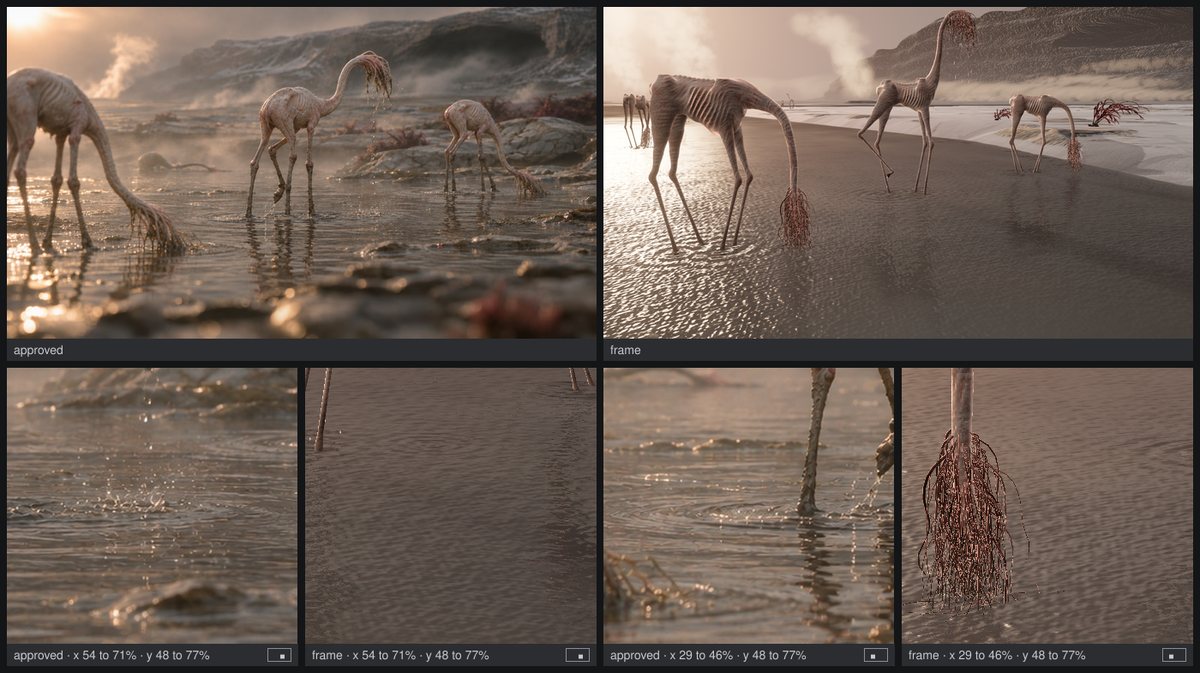 approved
frame
approved · x 54 to 71% · y 48 to 77%
frame · x 54 to 71% · y 48 to 77%
approved · x 29 to 46% · y 48 to 77%
frame · x 29 to 46% · y 48 to 77%